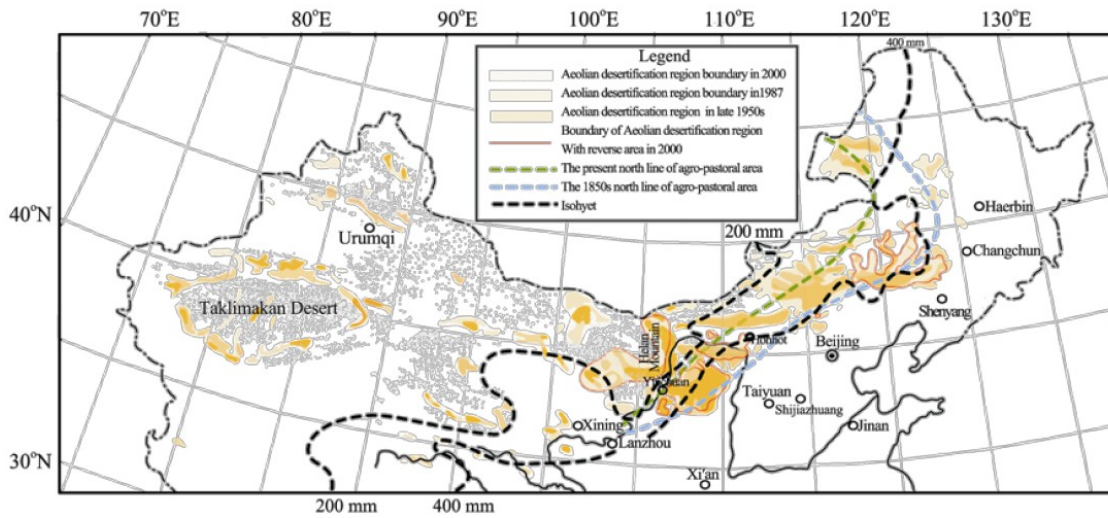 70°E 80°E 90°E 100°E 110°E 120°E 130°E
400 mm
Legend
Aeolian desertification region boundary in 2000
Aeolian desertification region boundary in1987
Aeolian desertification region in late 1950s
Boundary of Aeolian desertification region
With reverse area in 2000
The present north line of agro-pastoral area
The 1850s north line of agro-pastoral area
Isohyet
40°N
Haerbin
Urumqi
200 mm
Changchun
Taklimakan Desert
Shenyang
Helan
Mountain
Hohhot
Beijing
Yinchuan
Taiyuan
Shijiazhuang
Xining
Jinan
Lanzhou
30°N
Xi'an
200 mm 400 mm